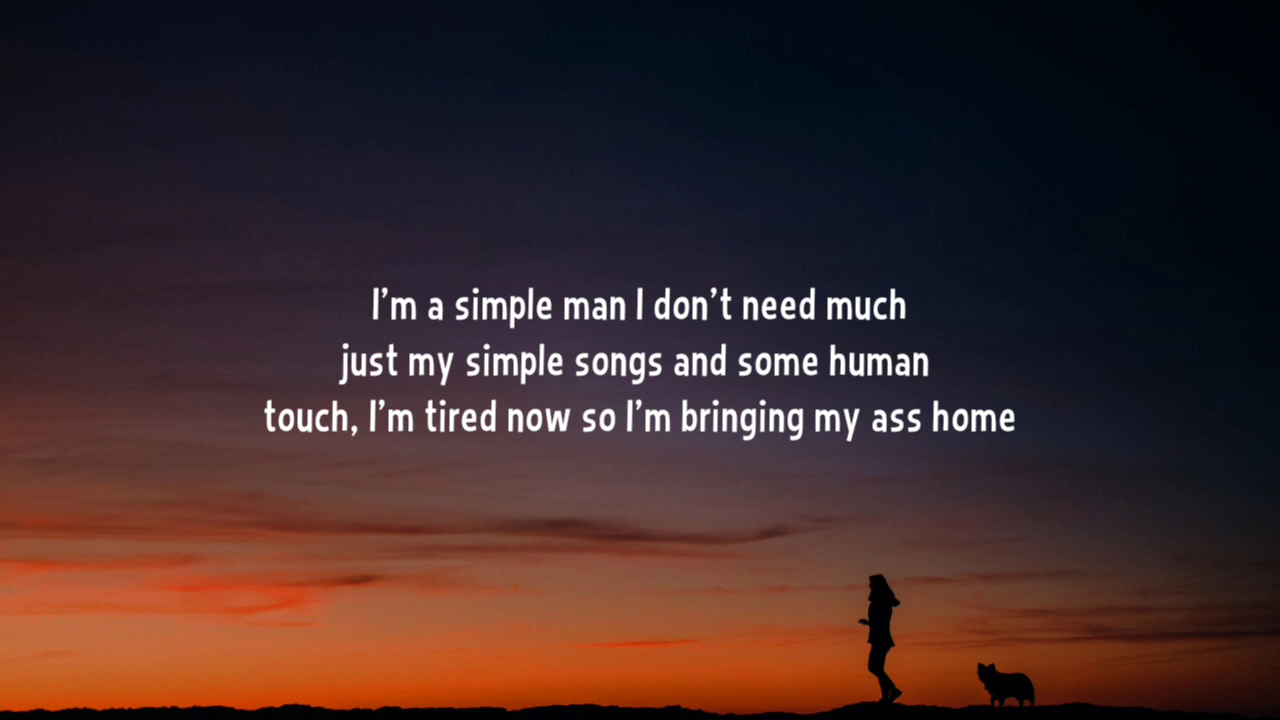 I'm a simple man I don't need much
just my simple songs and some human
touch, I'm tired now so I'm bringing my ass home